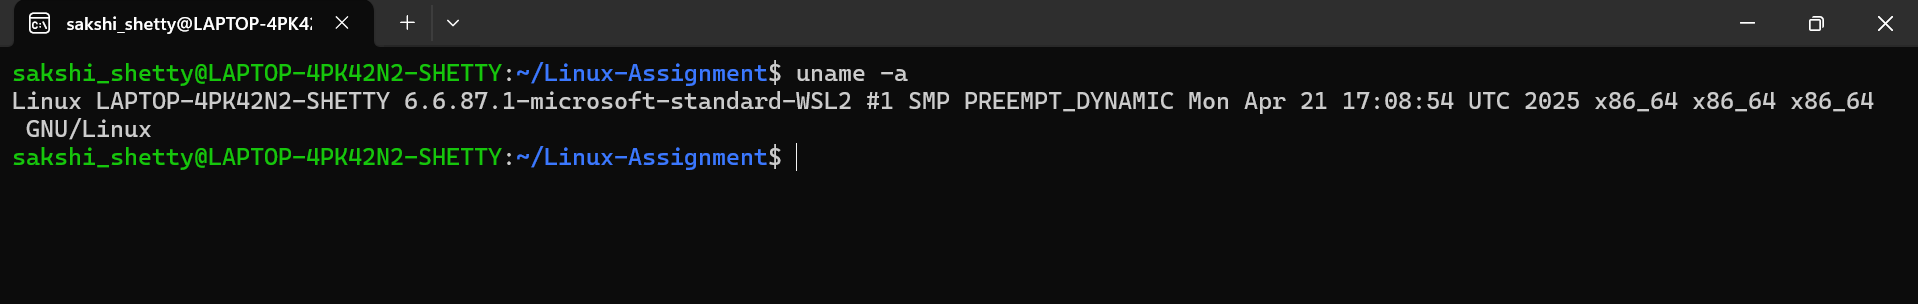 sakshi_shetty@LAPTOP-4PK42
sakshi_shetty@LAPTOP-4PK42N2-SHETTY:~/Linux-Assignment$ uname -a
Linux LAPTOP-4PK42N2-SHETTY 6.6.87.1-microsoft-standard-WSL2 #1 SMP PREEMPT_DYNAMIC Mon Apr 21 17:08:54 UTC 2025 x86_64 x86_64 x86_64
 GNU/Linux
sakshi_shetty@LAPTOP-4PK42N2-SHETTY:~/Linux-Assignment$